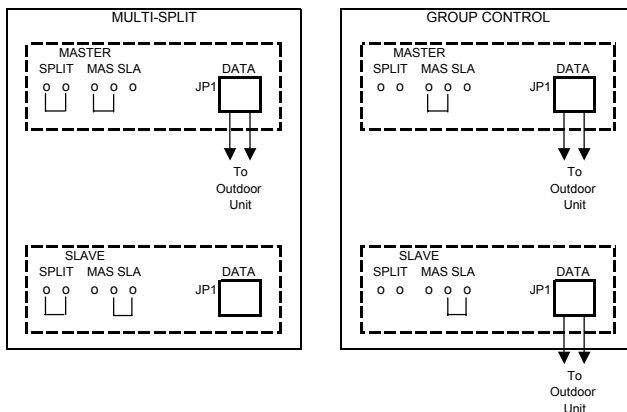 MULTI-SPLIT
MASTER
SPLIT MAS SLA DATA
o o o o o JP1
To
Outdoor
Unit
SLAVE
SPLIT MAS SLA DATA
o o o o o JP1
GROUP CONTROL
MASTER
SPLIT MAS SLA DATA
o o o o o JP1
To
Outdoor
Unit
SLAVE
SPLIT MAS SLA DATA
o o o o o JP1
To
Outdoor
Unit